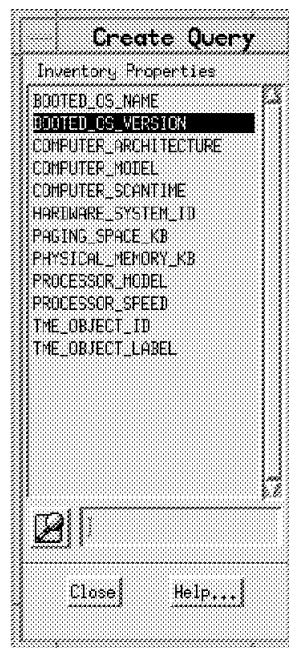 Create Query
Inventory Properties
BOOTED_OS_NAME
BOOTED_OS_VERSION
COMPUTER_ARCHITECTURE
COMPUTER_MODEL
COMPUTER_SCANTIME
HARDWARE_SYSTEM_ID
PAGING_SPACE_KB
PHYSICAL_MEMORY_KB
PROCESSOR_MODEL
PROCESSOR_SPEED
TME_OBJECT_ID
TME_OBJECT_LABEL
Close Help...